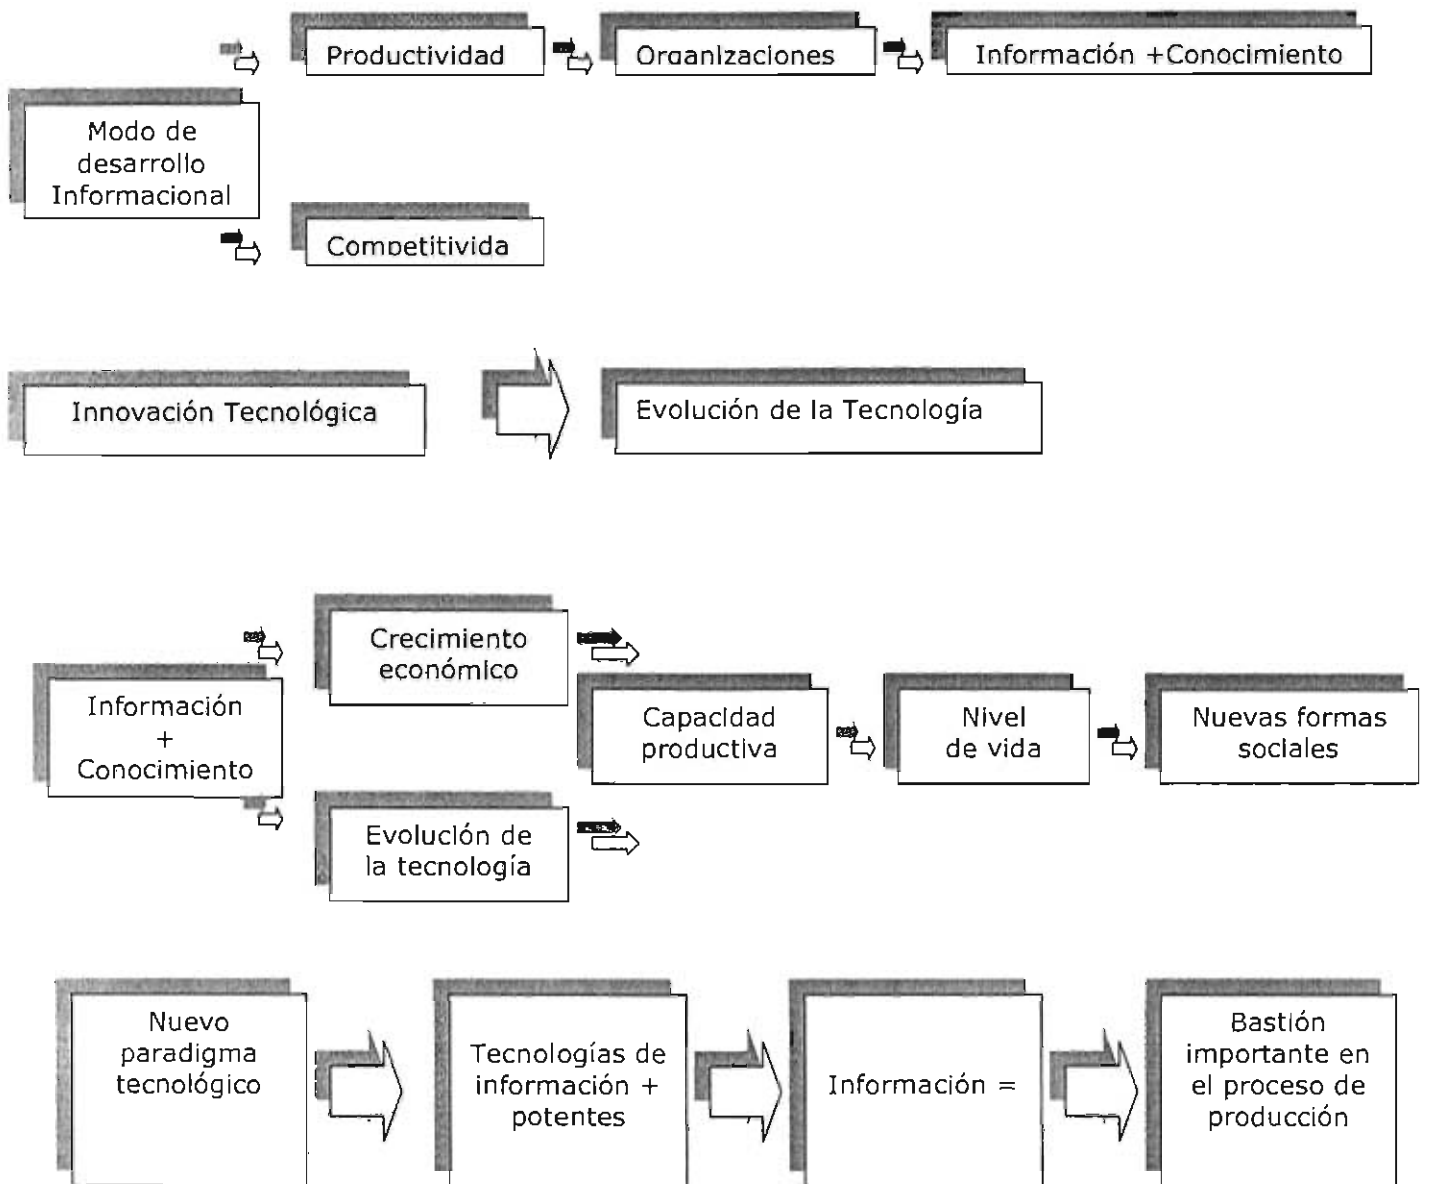 Productividad
Organizaciones
Información +Conocimiento
Modo de
desarrollo
Informacional
Competitivida
Innovación Tecnológica
Evolución de la Tecnología
Crecimiento
económico
Información
+
Conocimiento
Capacidad
productiva
Nivel
de vida
Nuevas formas
sociales
Evolución de
la tecnología
Nuevo
paradigma
tecnológico
Tecnologías de
información +
potentes
Información =
Bastión
importante en
el proceso de
producción